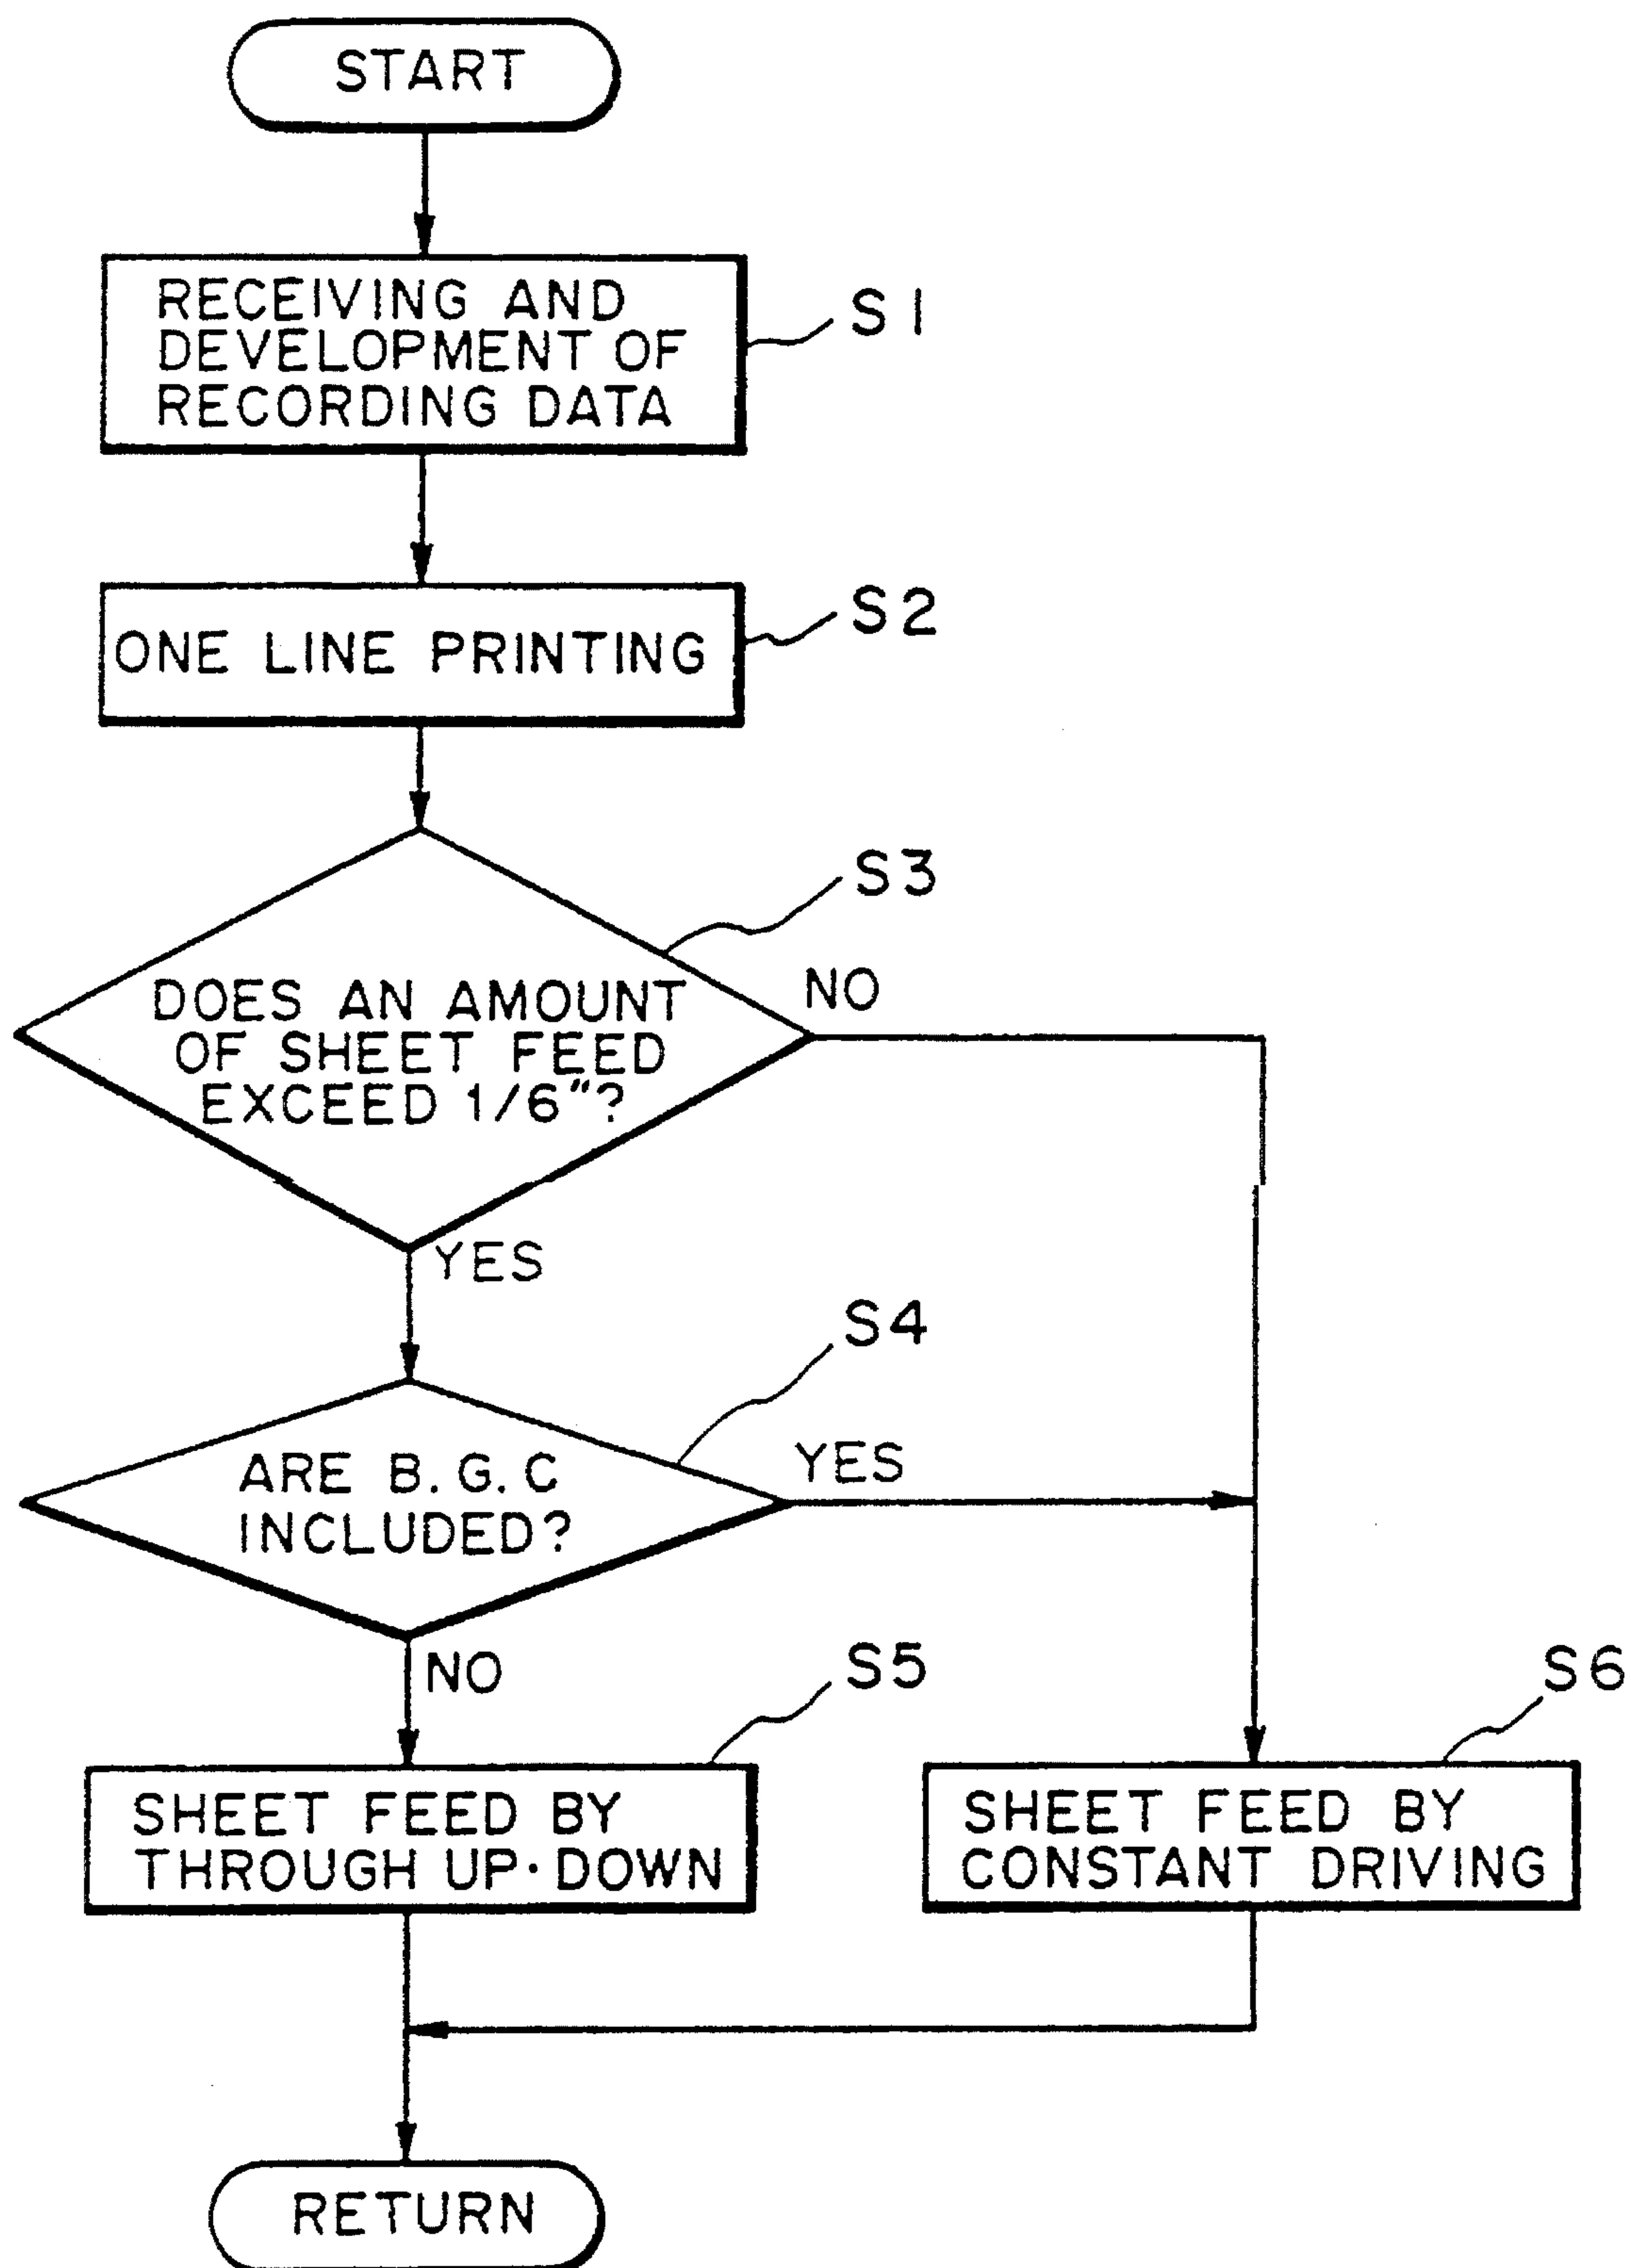 START
RECEIVING AND
DEVELOPMENT OF
RECORDING DATA
S1
ONE LINE PRINTING
S2
S3
DOES AN AMOUNT
OF SHEET FEED
EXCEED 1/6"?
NO
YES
S4
ARE B.G.C
INCLUDED?
YES
NO
S5
SHEET FEED BY
THROUGH UP·DOWN
S6
SHEET FEED BY
CONSTANT DRIVING
RETURN